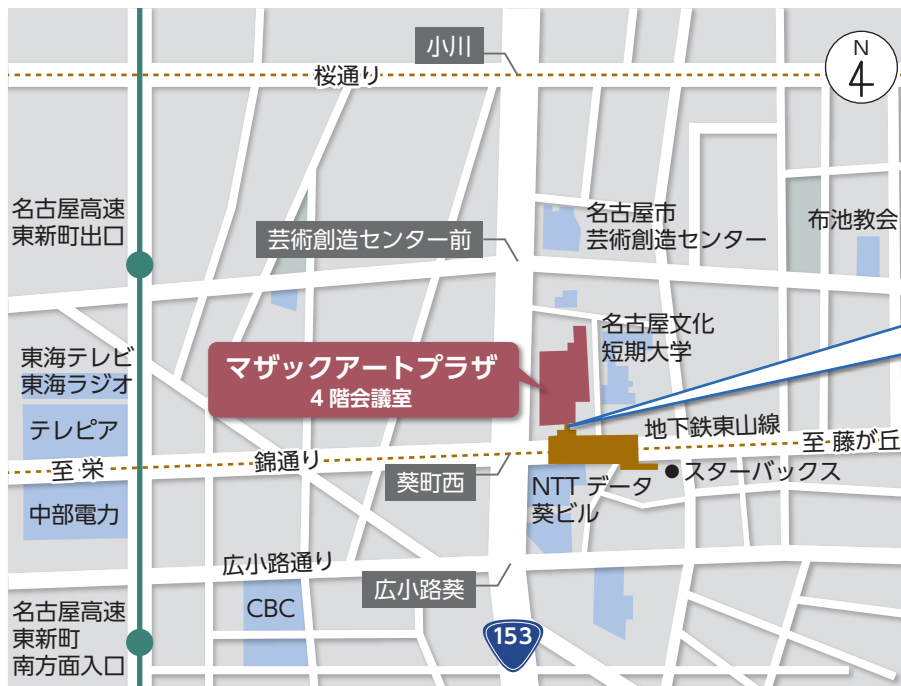 小川
N
桜通り
名古屋高速
東新町出口
芸術創造センター前
名古屋市
芸術創造センター
布池教会
東海テレビ
東海ラジオ
マザックアートプラザ
4階会議室
名古屋文化
短期大学
テレピア
地下鉄東山線
至 藤が丘
至 栄
錦通り
葵町西
スターバックス
NTT データ
葵ビル
中部電力
広小路通り
広小路葵
CBC
名古屋高速
東新町
南方面入口
153